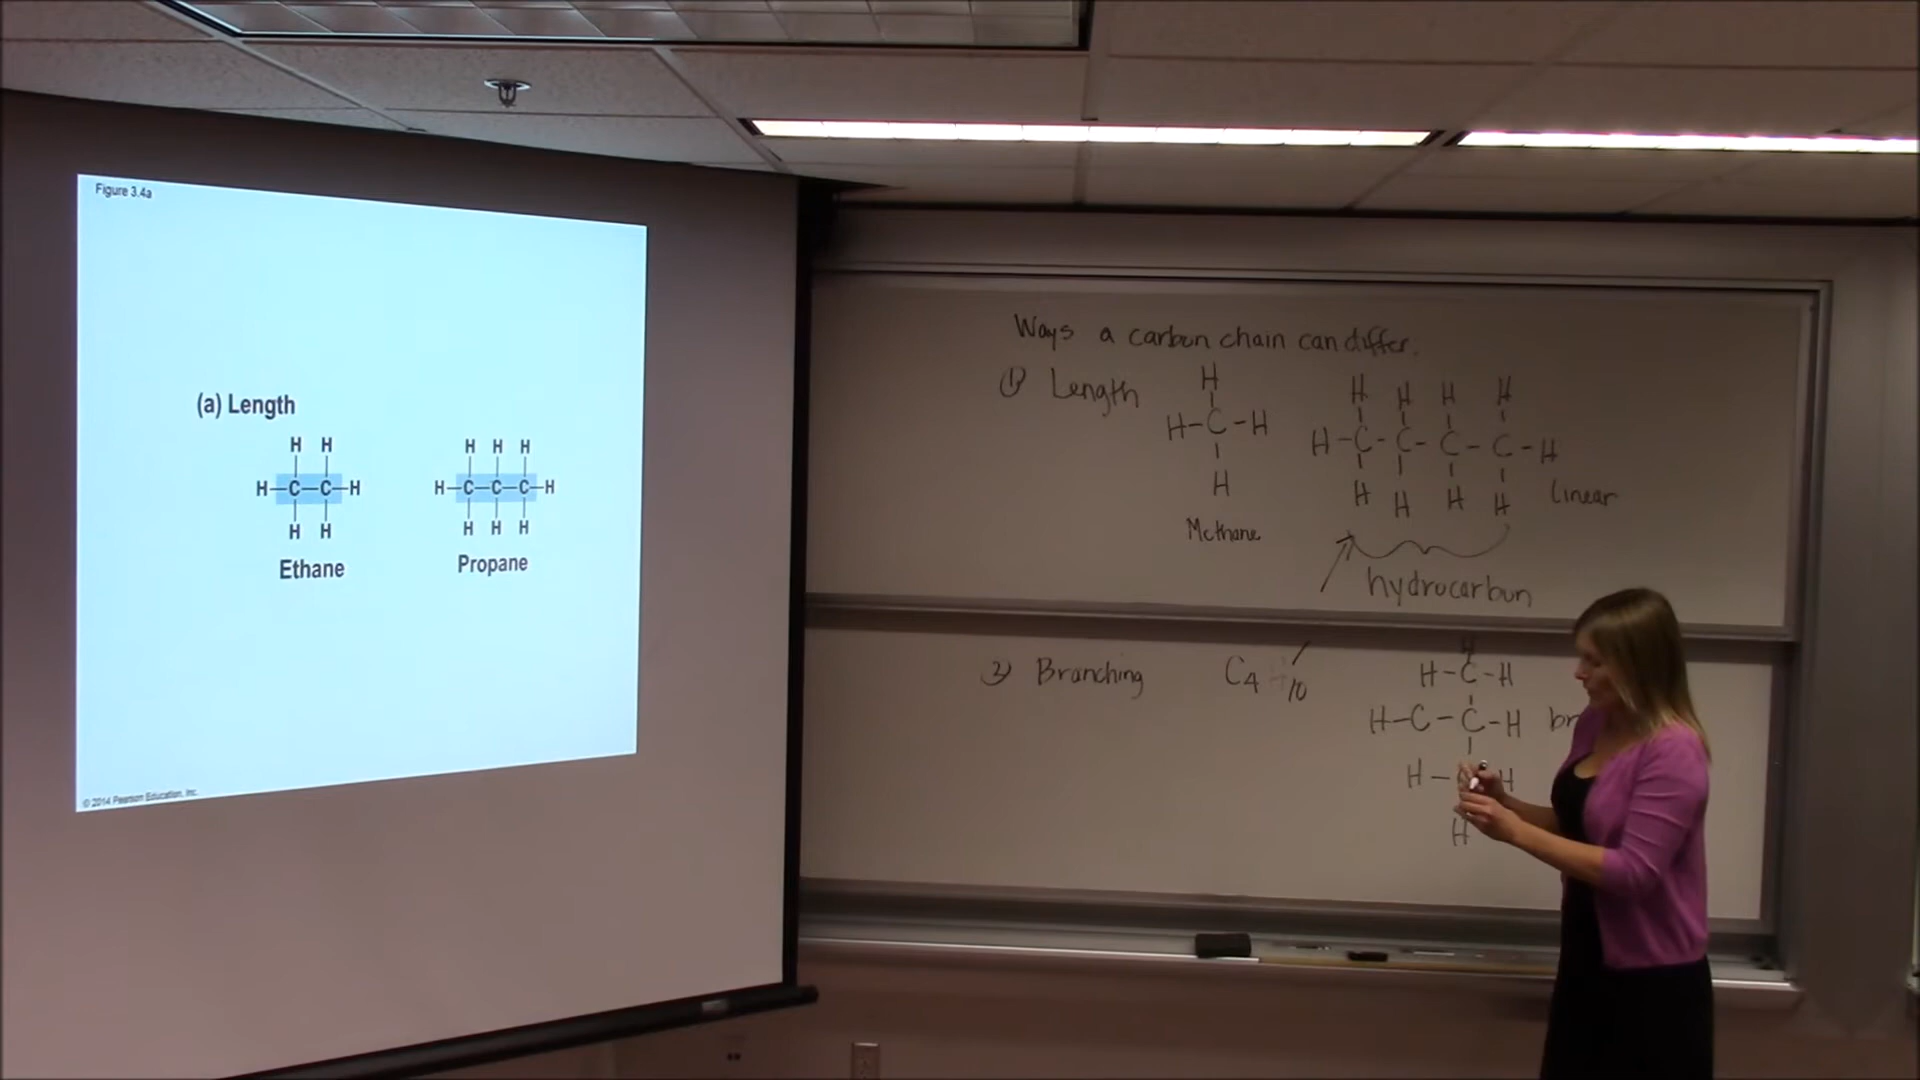 Figure 3.4a
(a) Length
H H
H-C-C-H
H H
Ethane
H H H
H-C-C-C-H
H H H
Propane
© 2014 Pearson Education, Inc.
Ways a carbon chain can differ.
① Length
H
H-C-H
H
Methane
H H H H
H-C-C-C-C-H
H H H H
linear
hydrocarbon
② Branching
C4 10
H
H-C-H
H-C-C-H
H- H
H